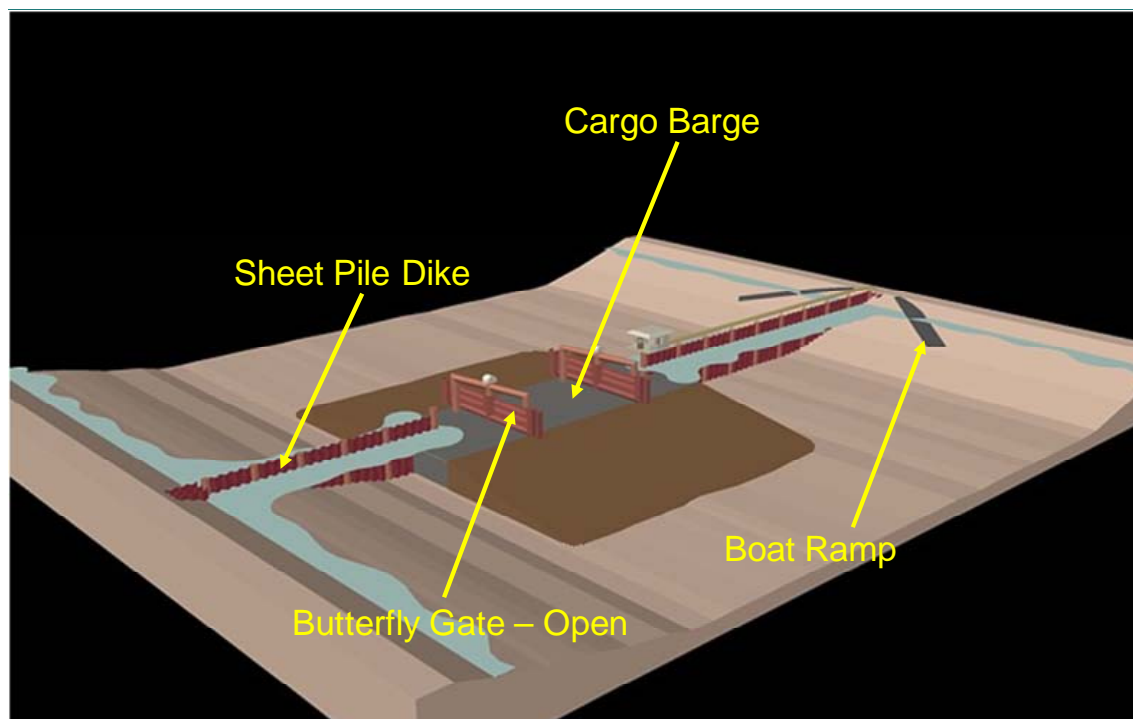 Cargo Barge
Sheet Pile Dike
Boat Ramp
Butterfly Gate – Open